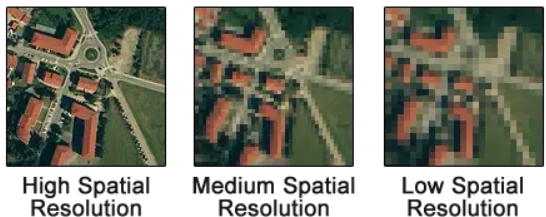 High Spatial
Resolution
Medium Spatial
Resolution
Low Spatial
Resolution